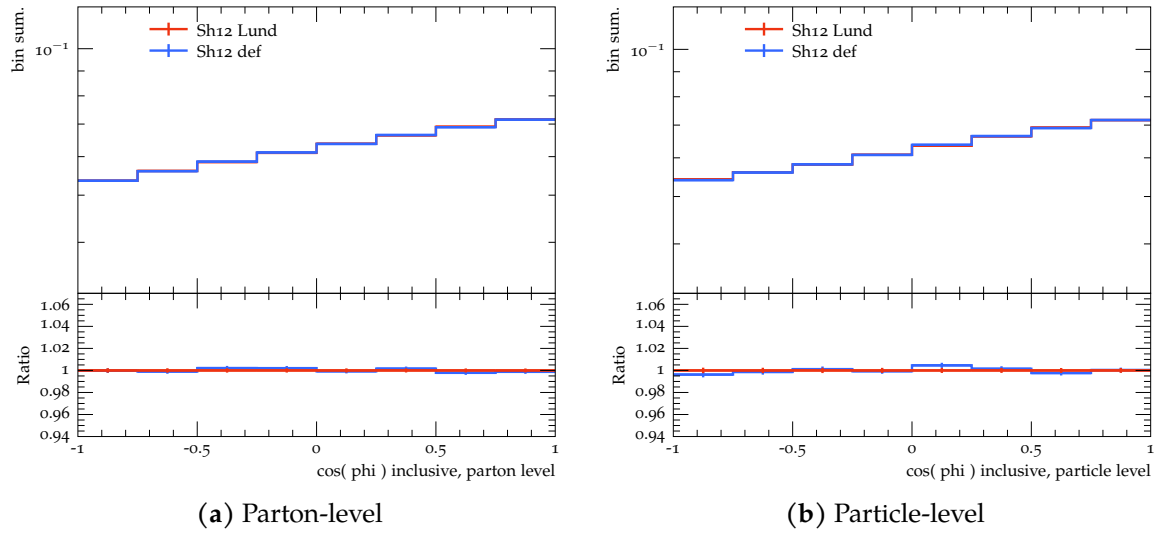 bin sum.
10⁻¹
Sh12 Lund
Sh12 def
Ratio
1.06
1.04
1.02
1
0.98
0.96
0.94
-1 -0.5 0 0.5 1
cos( phi ) inclusive, parton level
(a) Parton-level
bin sum.
10⁻¹
Sh12 Lund
Sh12 def
Ratio
1.06
1.04
1.02
1
0.98
0.96
0.94
-1 -0.5 0 0.5 1
cos( phi ) inclusive, particle level
(b) Particle-level